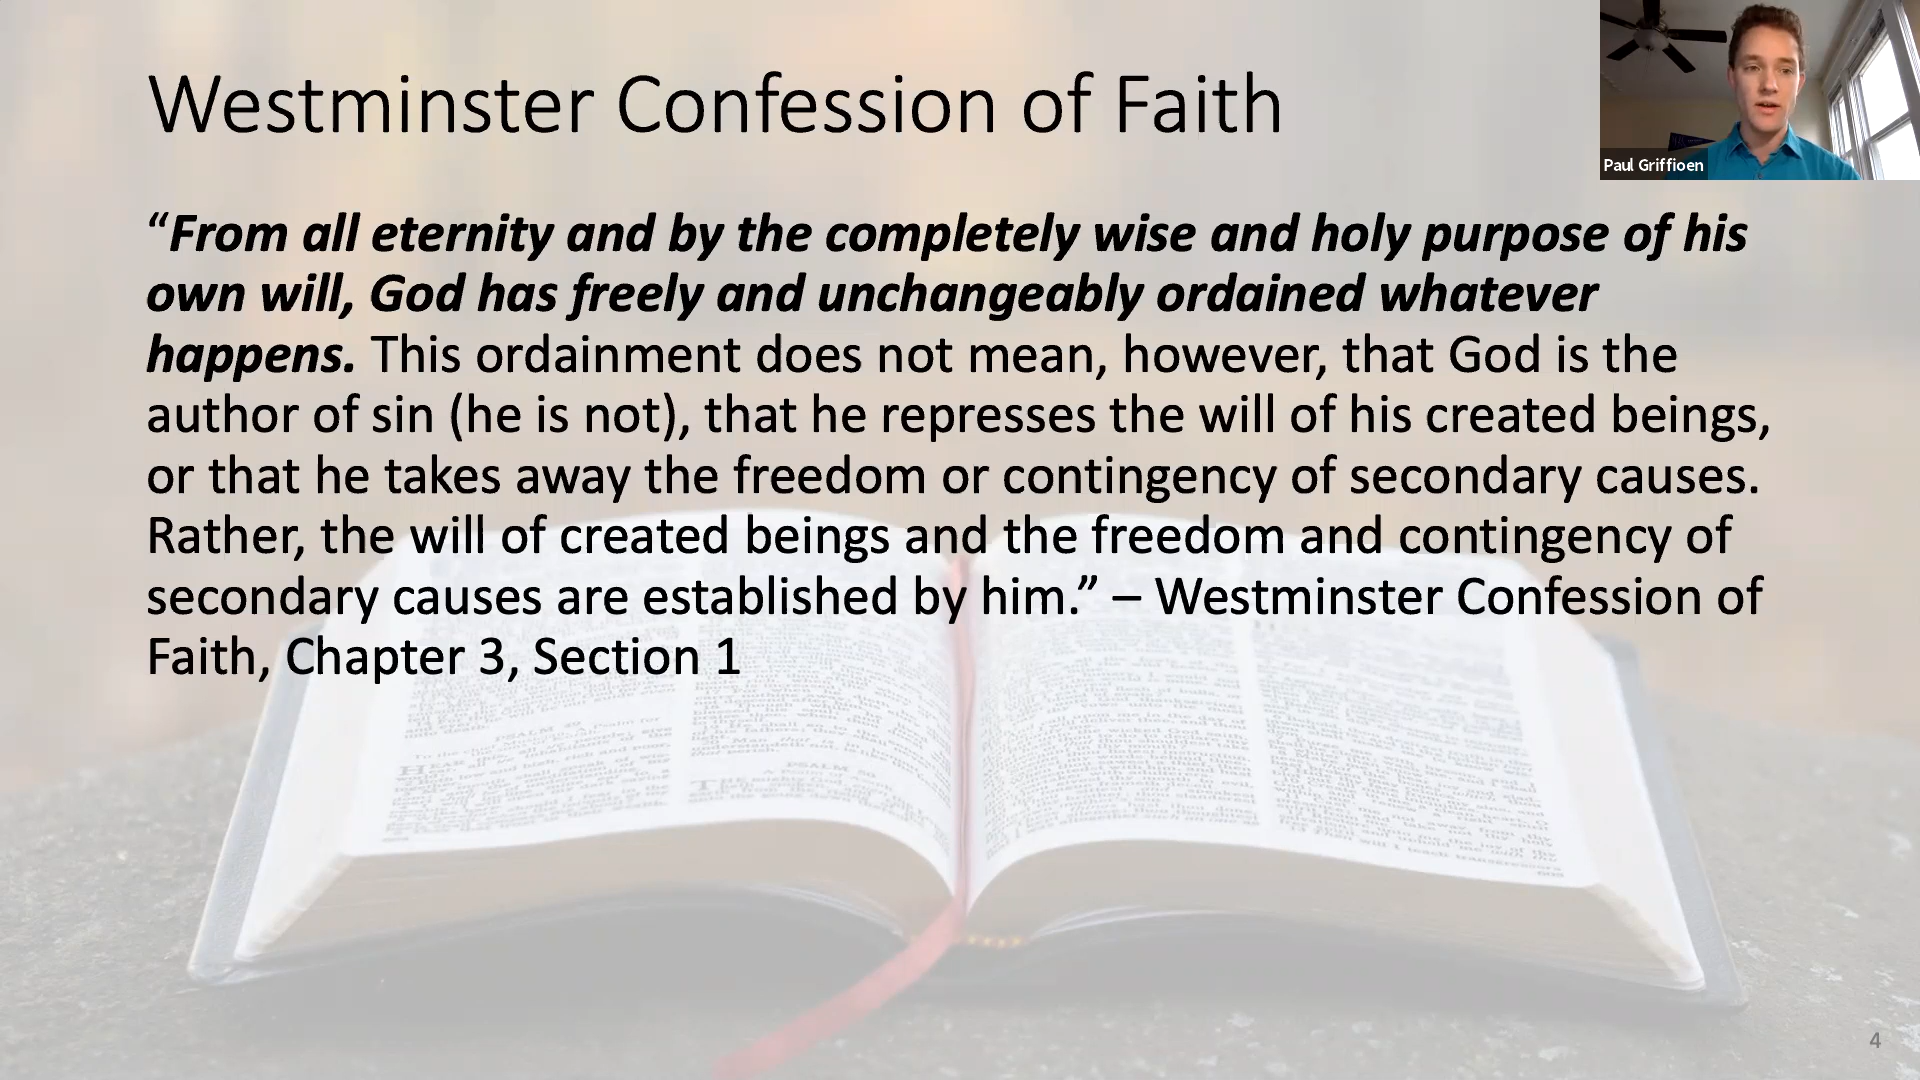 Westminster Confession of Faith
Paul Griffioen
“From all eternity and by the completely wise and holy purpose of his
own will, God has freely and unchangeably ordained whatever
happens. This ordainment does not mean, however, that God is the
author of sin (he is not), that he represses the will of his created beings,
or that he takes away the freedom or contingency of secondary causes.
Rather, the will of created beings and the freedom and contingency of
secondary causes are established by him.” – Westminster Confession of
Faith, Chapter 3, Section 1
PSALM 49
PSALM 50
4